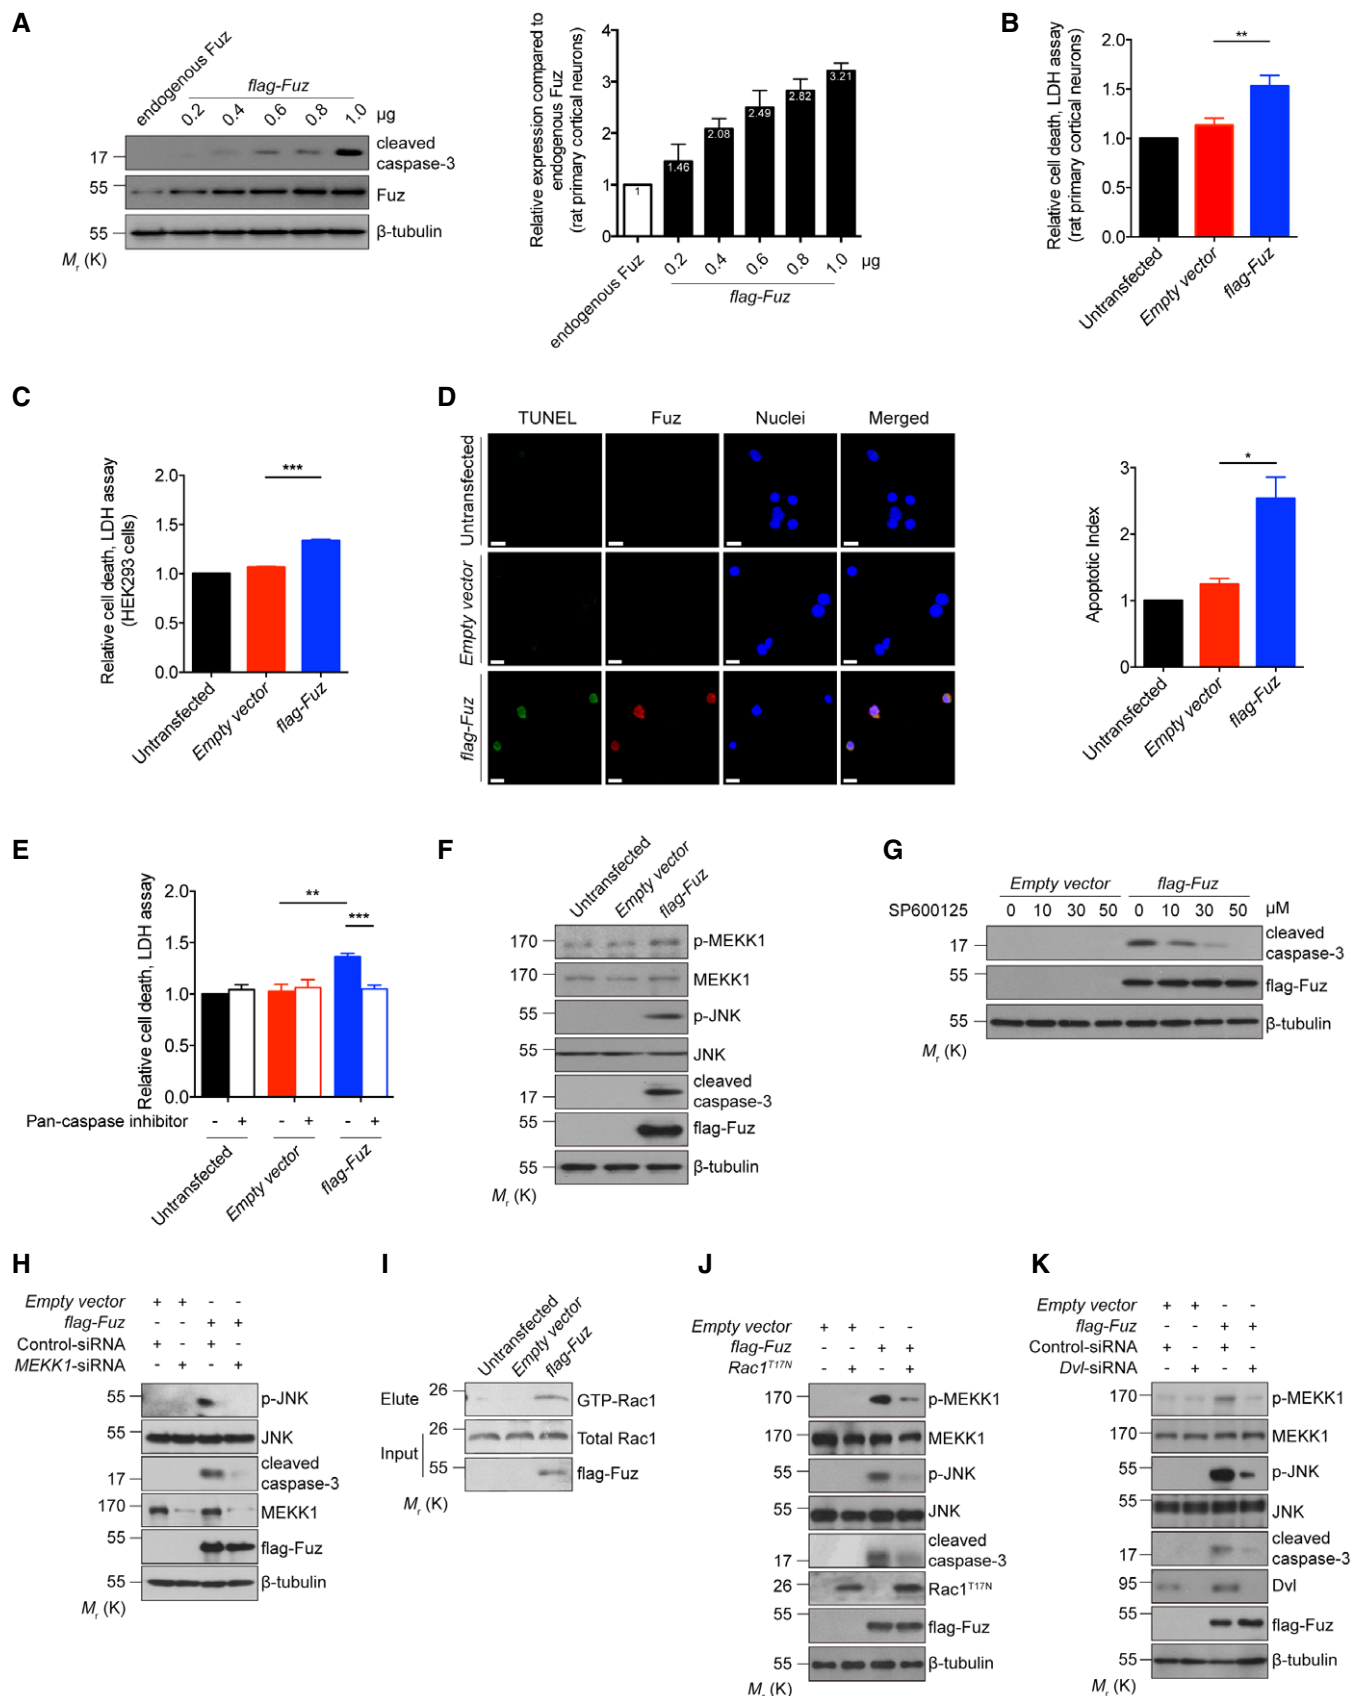 A
endogenous Fuz
flag-Fuz
0.2 0.4 0.6 0.8 1.0 µg
17
cleaved
caspase-3
55
Fuz
55
β-tubulin
Mr (K)
Relative expression compared to
endogenous Fuz
(rat primary cortical neurons)
4
3
2
1
0
1
1.46
2.08
2.49
2.82
3.21
endogenous Fuz
0.2 0.4 0.6 0.8 1.0 µg
flag-Fuz
B
Relative cell death, LDH assay
(rat primary cortical neurons)
2.0
1.5
1.0
0.5
0.0
**
Untransfected
Empty vector
flag-Fuz
C
Relative cell death, LDH assay
(HEK293 cells)
2.0
1.5
1.0
0.5
0.0
***
Untransfected
Empty vector
flag-Fuz
D
TUNEL Fuz Nuclei Merged
Untransfected
Empty vector
flag-Fuz
Apoptotic Index
3
2
1
0
*
Untransfected
Empty vector
flag-Fuz
E
Relative cell death, LDH assay
2.0
1.5
1.0
0.5
0.0
**
***
Pan-caspase inhibitor - + - + - +
Untransfected
Empty vector
flag-Fuz
F
Untransfected
Empty vector
flag-Fuz
170 p-MEKK1
170 MEKK1
55 p-JNK
55 JNK
cleaved
17 caspase-3
55 flag-Fuz
55 β-tubulin
Mr (K)
G
Empty vector flag-Fuz
SP600125 0 10 30 50 0 10 30 50 µM
17 cleaved
caspase-3
55 flag-Fuz
55 β-tubulin
Mr (K)
H
Empty vector + + - -
flag-Fuz - - + +
Control-siRNA + - + -
MEKK1-siRNA - + - +
55 p-JNK
55 JNK
cleaved
17 caspase-3
170 MEKK1
55 flag-Fuz
55 β-tubulin
Mr (K)
I
Untransfected
Empty vector
flag-Fuz
Elute 26 GTP-Rac1
Input 26 Total Rac1
55 flag-Fuz
Mr (K)
J
Empty vector + + - -
flag-Fuz - - + +
Rac1T17N - + - +
170 p-MEKK1
170 MEKK1
55 p-JNK
55 JNK
cleaved
17 caspase-3
26 Rac1T17N
55 flag-Fuz
55 β-tubulin
Mr (K)
K
Empty vector + + - -
flag-Fuz - - + +
Control-siRNA + - + -
Dvl-siRNA - + - +
170 p-MEKK1
170 MEKK1
55 p-JNK
55 JNK
cleaved
17 caspase-3
95 Dvl
55 flag-Fuz
55 β-tubulin
Mr (K)